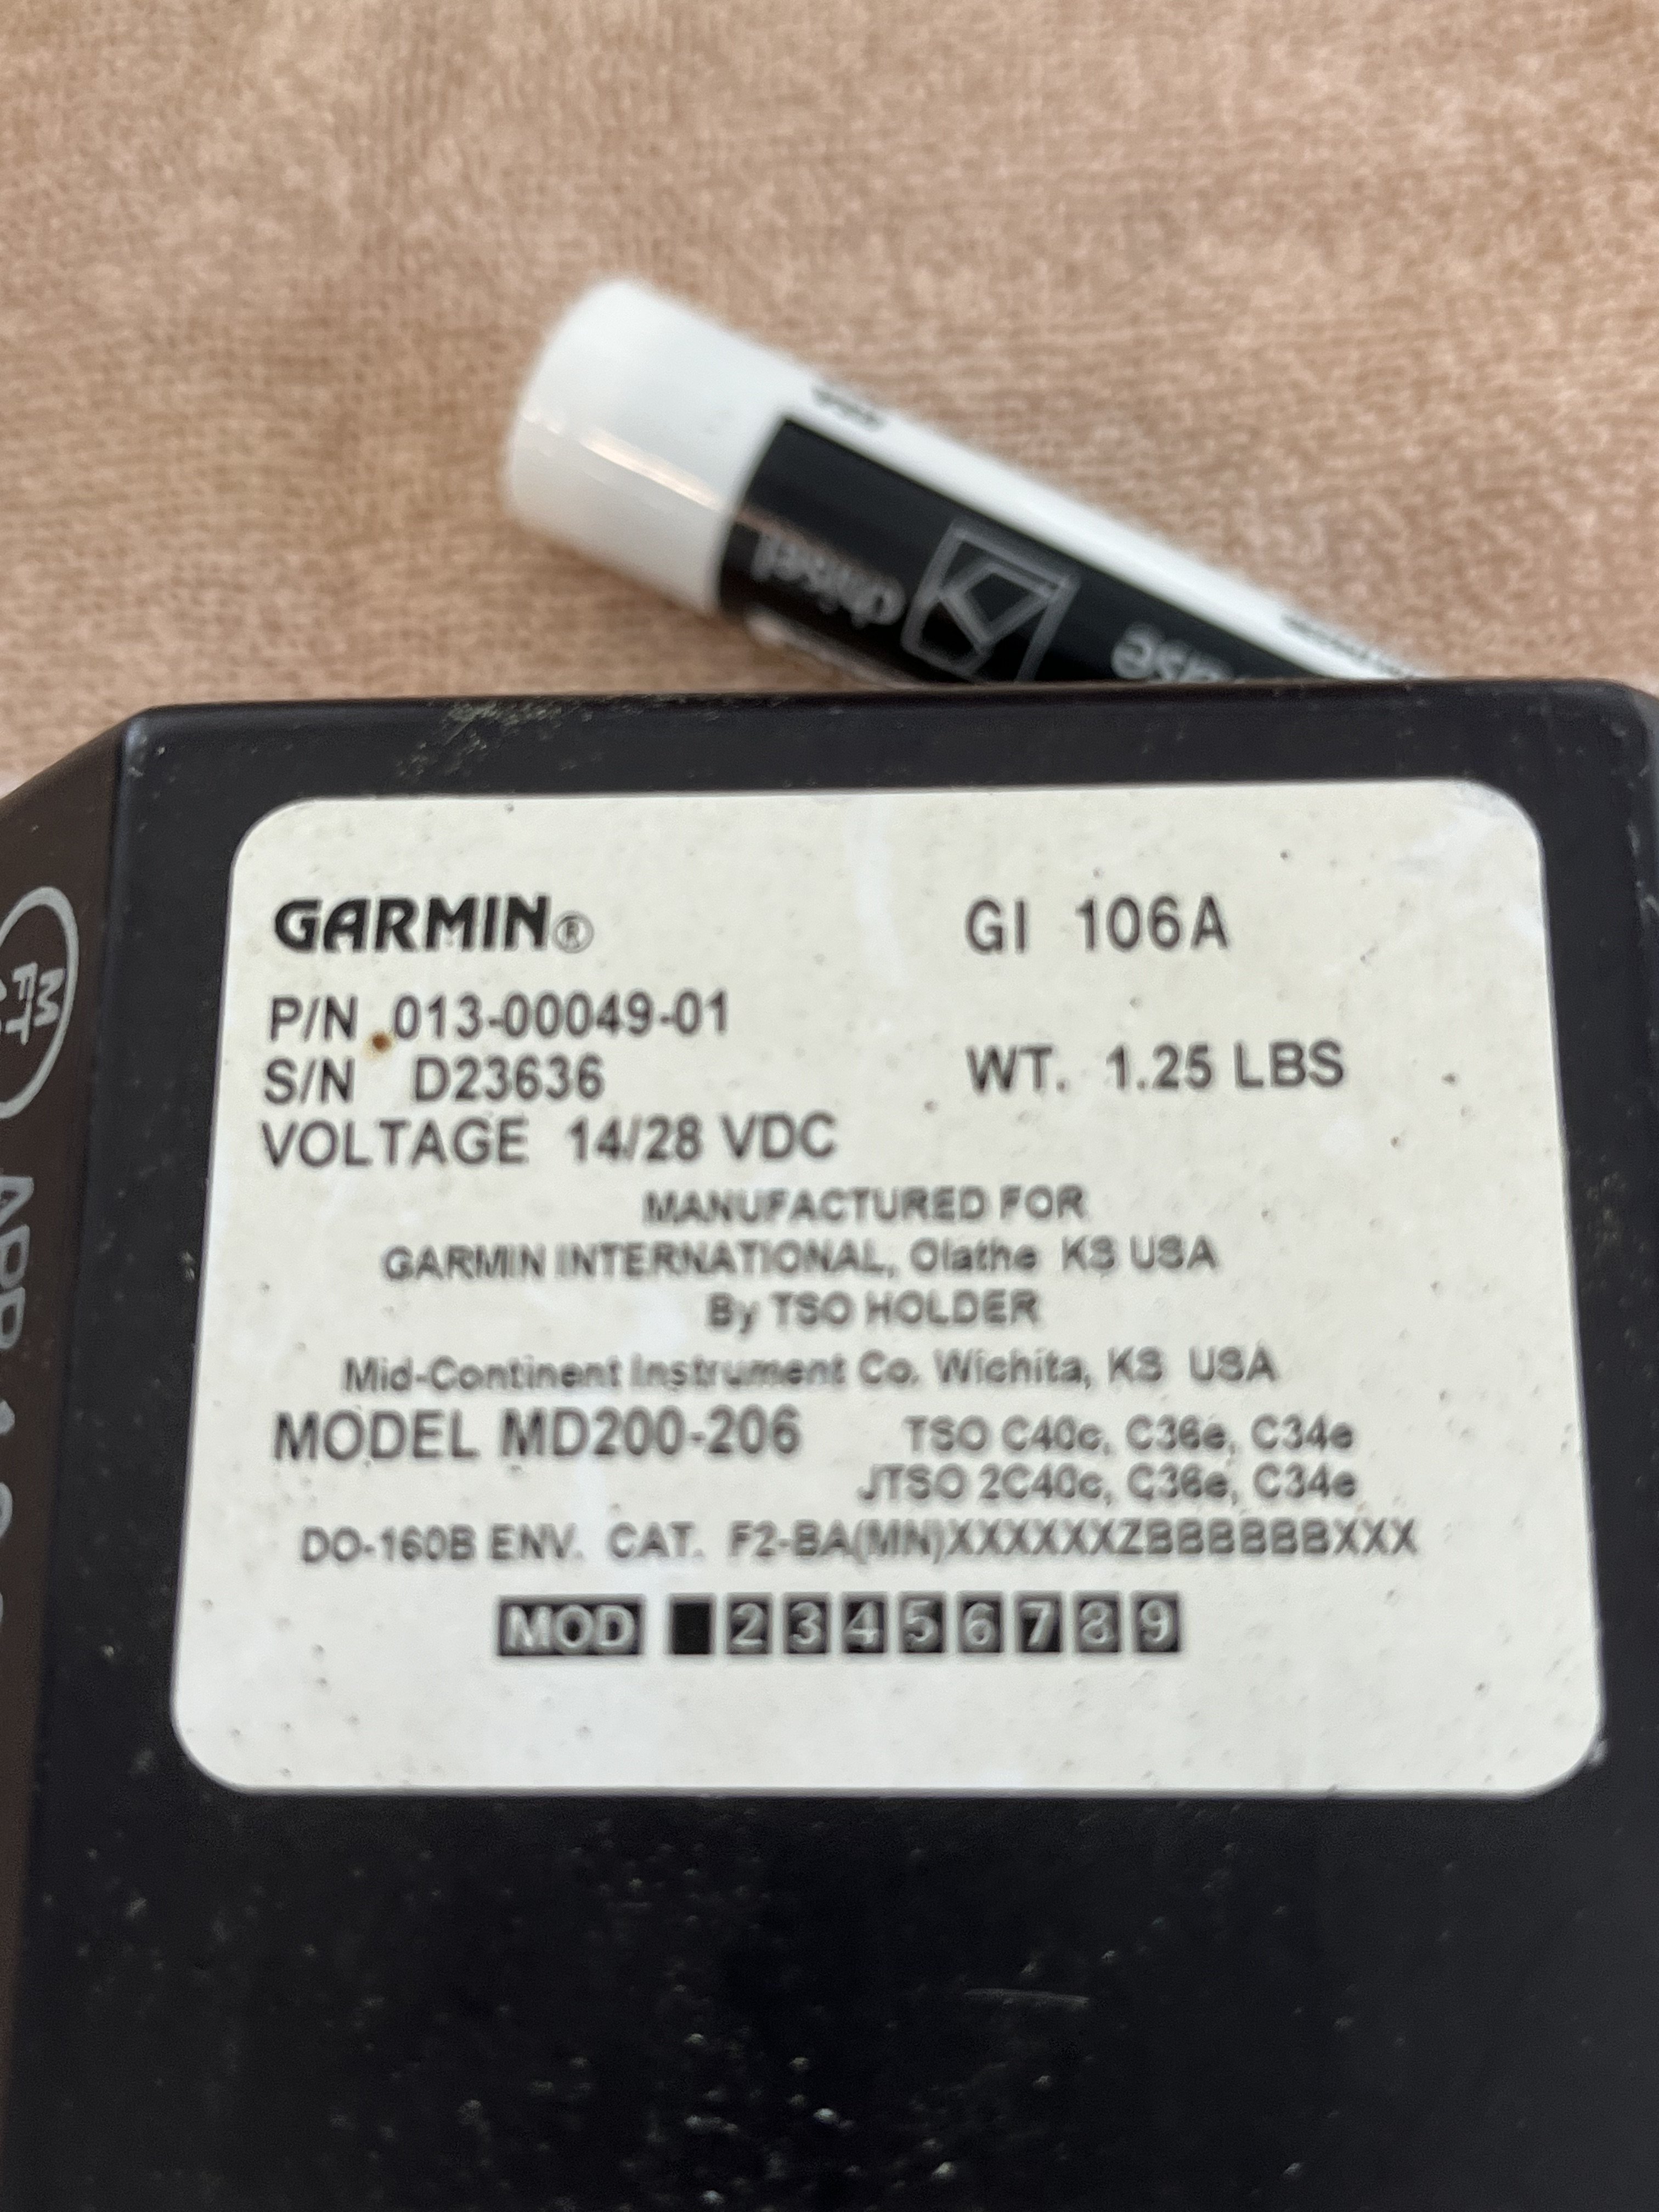 chisel
GARMIN® GI 106A
P/N 013-00049-01
S/N D23636 WT. 1.25 LBS
VOLTAGE 14/28 VDC
MANUFACTURED FOR
GARMIN INTERNATIONAL, Olathe KS USA
By TSO HOLDER
Mid-Continent Instrument Co. Wichita, KS USA
MODEL MD200-206 TSO C40c, C36e, C34e
JTSO 2C40c, C36e, C34e
DO-160B ENV. CAT. F2-BA(MN)XXXXXXZBBBBBBXXX
MOD 2 3 4 5 6 7 8 9